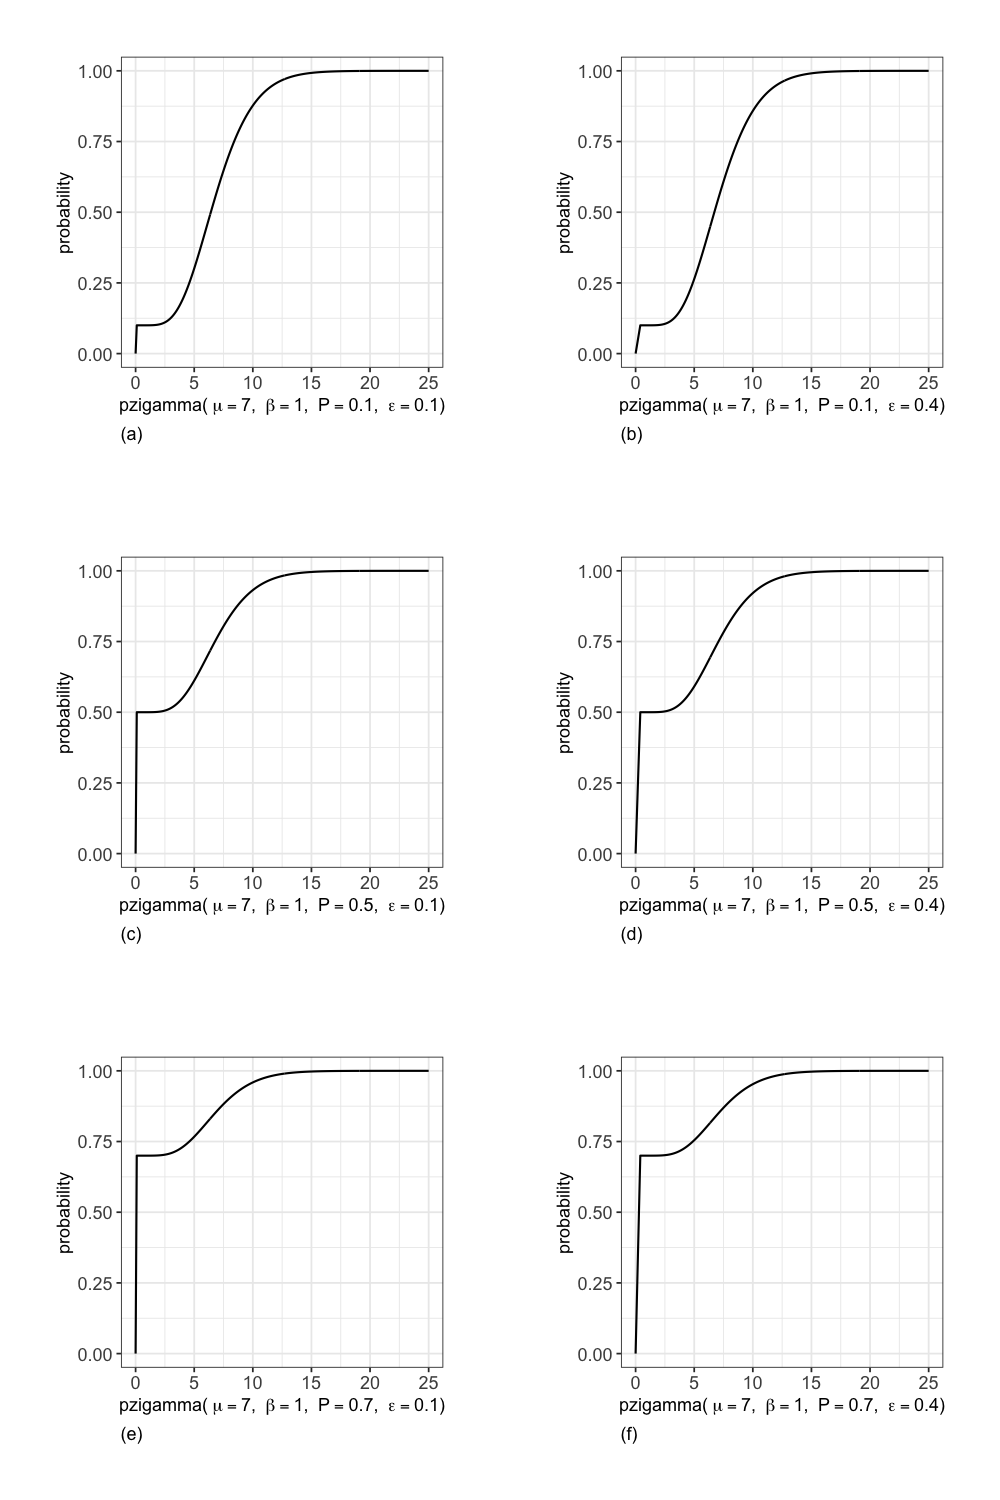 1.00
0.75
0.50
0.25
0.00
probability
0 5 10 15 20 25
pzigamma( μ = 7, β = 1, P = 0.1, ε = 0.1)
(a)
1.00
0.75
0.50
0.25
0.00
probability
0 5 10 15 20 25
pzigamma( μ = 7, β = 1, P = 0.1, ε = 0.4)
(b)
1.00
0.75
0.50
0.25
0.00
probability
0 5 10 15 20 25
pzigamma( μ = 7, β = 1, P = 0.5, ε = 0.1)
(c)
1.00
0.75
0.50
0.25
0.00
probability
0 5 10 15 20 25
pzigamma( μ = 7, β = 1, P = 0.5, ε = 0.4)
(d)
1.00
0.75
0.50
0.25
0.00
probability
0 5 10 15 20 25
pzigamma( μ = 7, β = 1, P = 0.7, ε = 0.1)
(e)
1.00
0.75
0.50
0.25
0.00
probability
0 5 10 15 20 25
pzigamma( μ = 7, β = 1, P = 0.7, ε = 0.4)
(f)